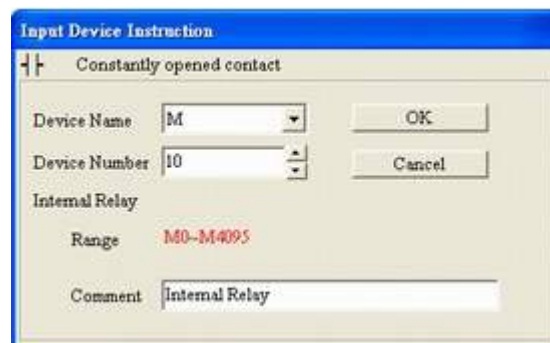 Input Device Instruction
Constantly opened contact
Device Name M OK
Device Number 10 Cancel
Internal Relay
Range M0~M4095
Comment Internal Relay